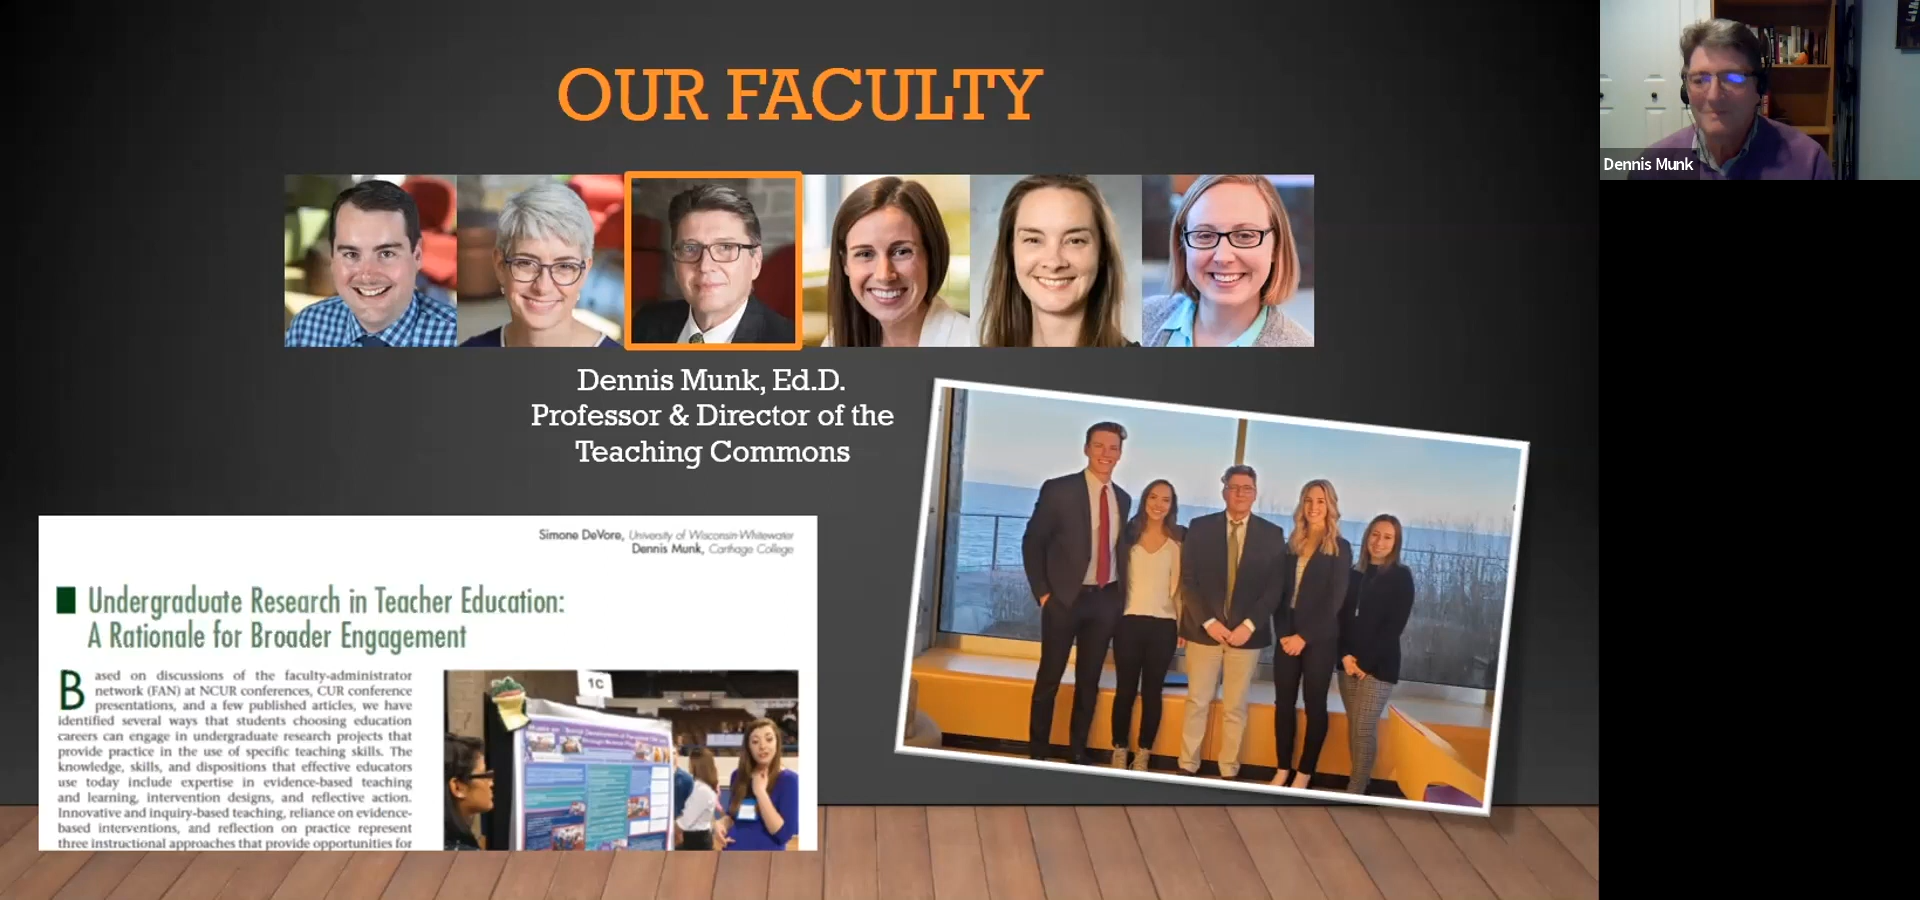 OUR FACULTY
Dennis Munk
Dennis Munk, Ed.D.
Professor & Director of the
Teaching Commons
Simone DeVore, University of Wisconsin-Whitewater
Dennis Munk, Carthage College
Undergraduate Research in Teacher Education:
A Rationale for Broader Engagement
Based on discussions of the faculty-administrator
network (FAN) at NCUR conferences, CUR conference
presentations, and a few published articles, we have
identified several ways that students choosing education
careers can engage in undergraduate research projects that
provide practice in the use of specific teaching skills. The
knowledge, skills, and dispositions that effective educators
use today include expertise in evidence-based teaching
and learning, intervention designs, and reflective action.
Innovative and inquiry-based teaching, reliance on evidence-
based interventions, and reflection on practice represent
three instructional approaches that provide opportunities for
1C